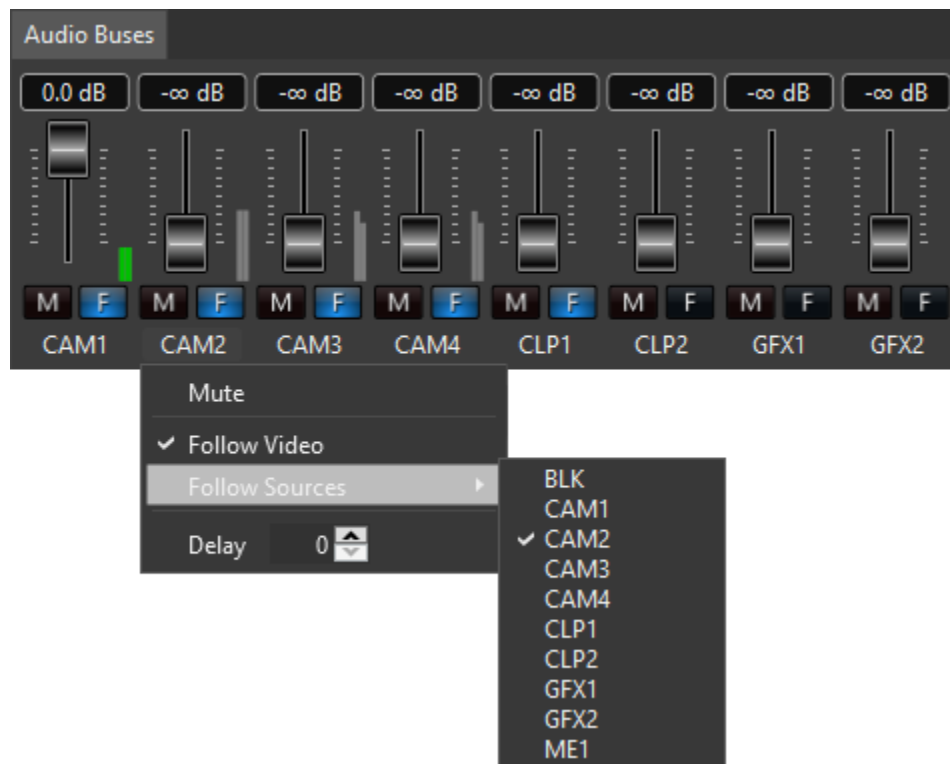 Audio Buses
0.0 dB -∞ dB -∞ dB -∞ dB -∞ dB -∞ dB -∞ dB -∞ dB
M F M F M F M F M F M F M F M F
CAM1 CAM2 CAM3 CAM4 CLP1 CLP2 GFX1 GFX2
Mute
Follow Video
Follow Sources
Delay 0
BLK
CAM1
CAM2
CAM3
CAM4
CLP1
CLP2
GFX1
GFX2
ME1